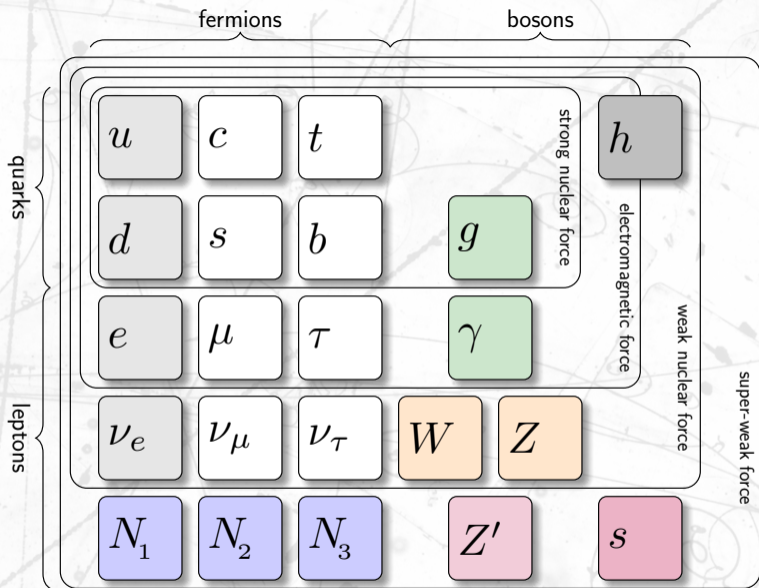 fermions bosons
quarks
u c t h
strong nuclear force
d s b g
electromagnetic force
e μ τ γ
weak nuclear force
leptons
super-weak force
νe νμ ντ W Z
N1 N2 N3 Z′ s